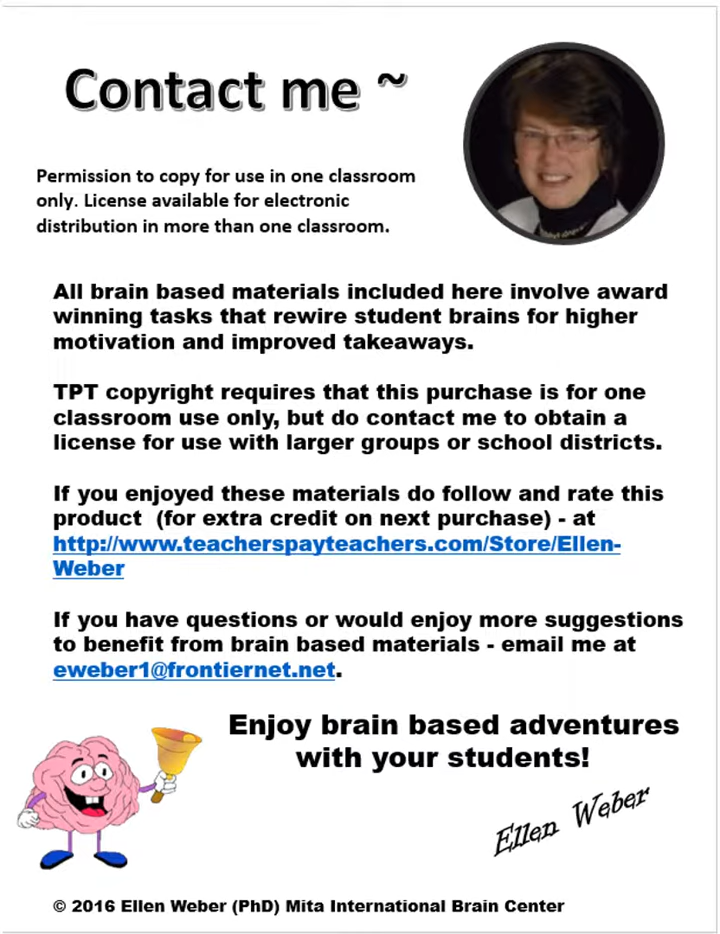 Contact me ~
Permission to copy for use in one classroom
only. License available for electronic
distribution in more than one classroom.
All brain based materials included here involve award
winning tasks that rewire student brains for higher
motivation and improved takeaways.
TPT copyright requires that this purchase is for one
classroom use only, but do contact me to obtain a
license for use with larger groups or school districts.
If you enjoyed these materials do follow and rate this
product  (for extra credit on next purchase) - at
http://www.teacherspayteachers.com/Store/Ellen-
Weber
If you have questions or would enjoy more suggestions
to benefit from brain based materials - email me at
eweber1@frontiernet.net.
Enjoy brain based adventures
with your students!
Ellen Weber
© 2016 Ellen Weber (PhD) Mita International Brain Center